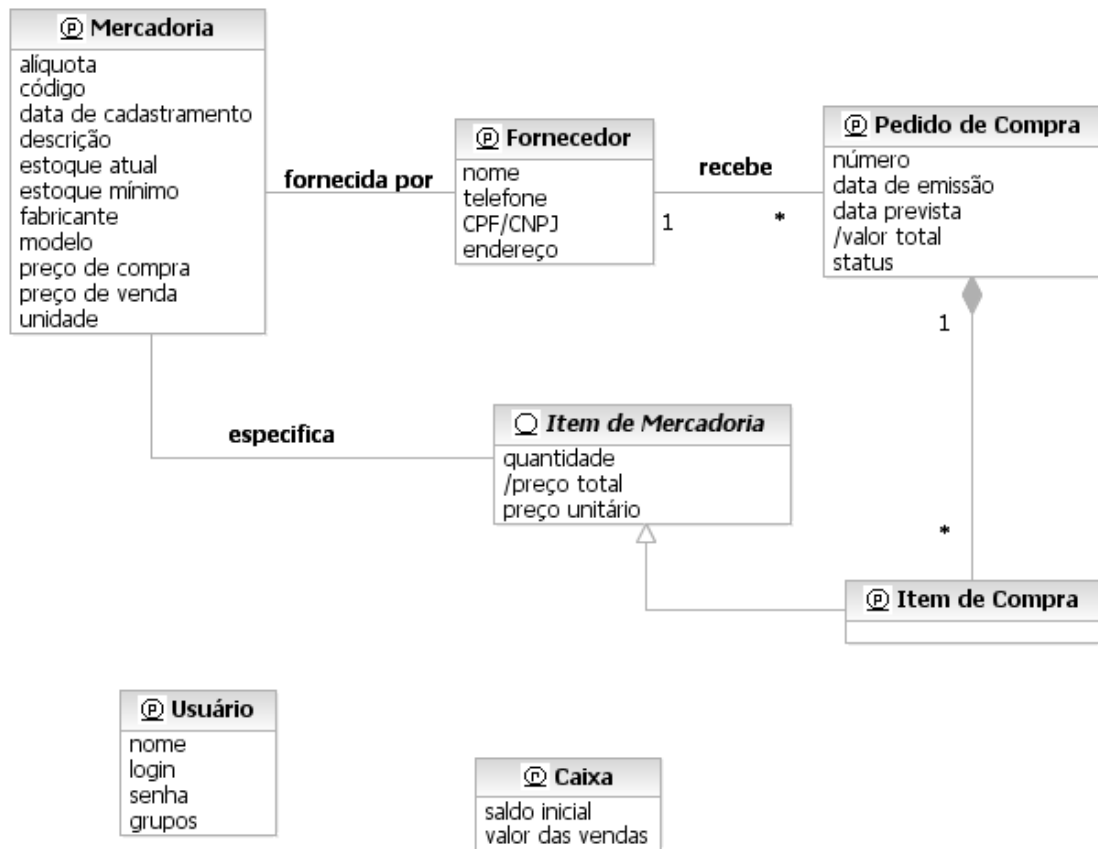 Mercadoria
alíquota
código
data de cadastramento
descrição
estoque atual
estoque mínimo
fabricante
modelo
preço de compra
preço de venda
unidade
fornecida por
Fornecedor
nome
telefone
CPF/CNPJ
endereço
recebe
1
*
Pedido de Compra
número
data de emissão
data prevista
/valor total
status
1
*
especifica
Item de Mercadoria
quantidade
/preço total
preço unitário
Item de Compra
Usuário
nome
login
senha
grupos
Caixa
saldo inicial
valor das vendas